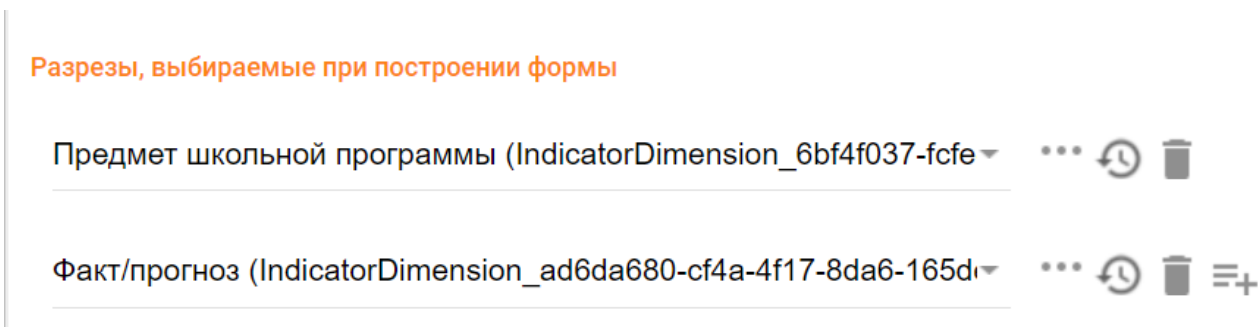 Разрезы, выбираемые при построении формы
Предмет школьной программы (IndicatorDimension_6bf4f037-fcfe
Факт/прогноз (IndicatorDimension_ad6da680-cf4a-4f17-8da6-165d